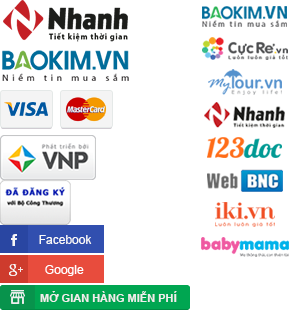 Nhanh
Tiết kiệm thời gian
BAOKIM.VN
Niềm tin mua sắm
VISA
MasterCard
Phát triển bởi
VNP
ĐÃ ĐĂNG KÝ
với Bộ Công Thương
Facebook
Google
MỞ GIAN HÀNG MIỄN PHÍ
BAOKIM.VN
Niềm tin mua sắm
CựcRẻ.vn
Luôn luôn giá tốt
myTour.vn
Enjoy life!
Nhanh
Tiết kiệm thời gian
123doc
Web BNC
iki.vn
Luôn luôn giá tốt
babymama